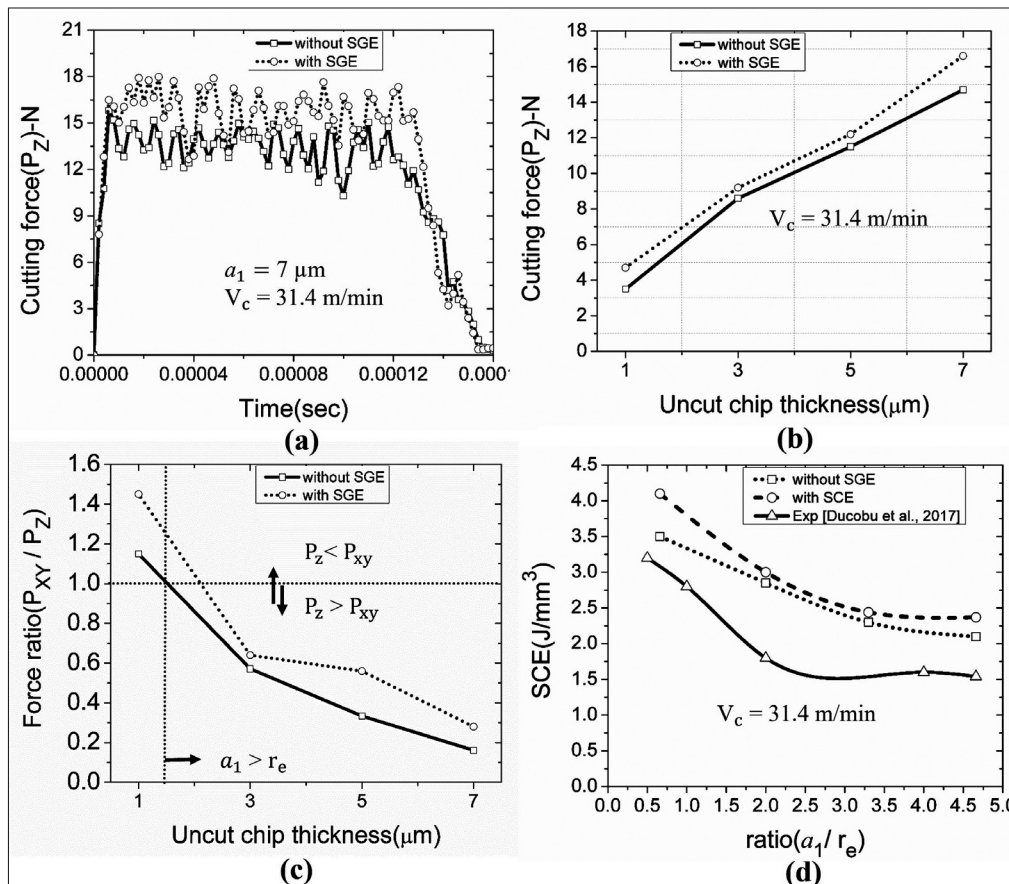 21
18
15
12
9
6
3
0
Cutting force(P_Z)-N
without SGE
with SGE
a₁ = 7 μm
V_c = 31.4 m/min
0.00000 0.00004 0.00008 0.00012 0.0001
Time(sec)
(a)
18
16
14
12
10
8
6
4
2
0
Cutting force(P_Z)-N
without SGE
with SGE
V_c = 31.4 m/min
1 3 5 7
Uncut chip thickness(μm)
(b)
1.6
1.4
1.2
1.0
0.8
0.6
0.4
0.2
0.0
Force ratio(P_XY / P_Z)
without SGE
with SGE
P_z < P_xy
P_z > P_xy
a₁ > r_e
1 3 5 7
Uncut chip thickness(μm)
(c)
4.5
4.0
3.5
3.0
2.5
2.0
1.5
1.0
0.5
0.0
SCE(J/mm³)
without SGE
with SCE
Exp [Ducobu et al., 2017]
V_c = 31.4 m/min
0.0 0.5 1.0 1.5 2.0 2.5 3.0 3.5 4.0 4.5 5.0
ratio(a₁/ r_e)
(d)